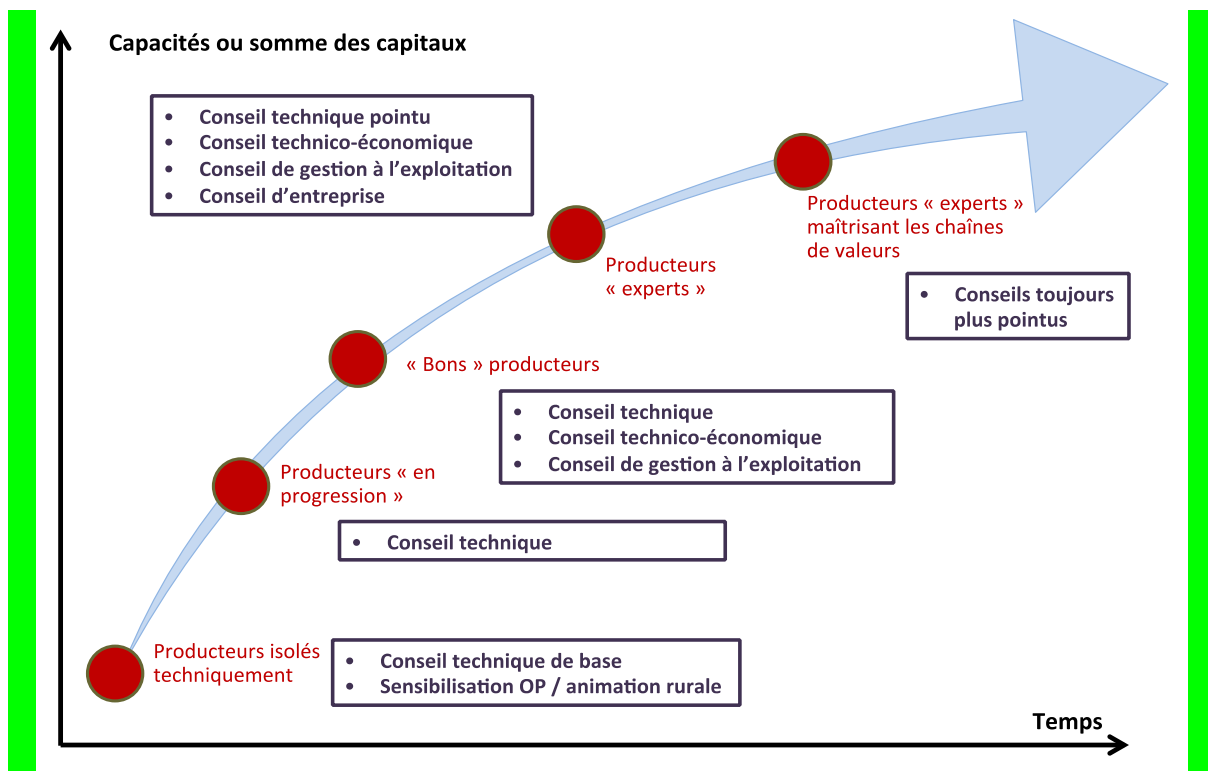 Capacités ou somme des capitaux
• Conseil technique pointu
• Conseil technico-économique
• Conseil de gestion à l’exploitation
• Conseil d’entreprise
Producteurs « experts »
maîtrisant les chaînes
de valeurs
• Conseils toujours
plus pointus
Producteurs
« experts »
« Bons » producteurs
• Conseil technique
• Conseil technico-économique
• Conseil de gestion à l’exploitation
Producteurs « en
progression »
• Conseil technique
Producteurs isolés
techniquement
• Conseil technique de base
• Sensibilisation OP / animation rurale
Temps